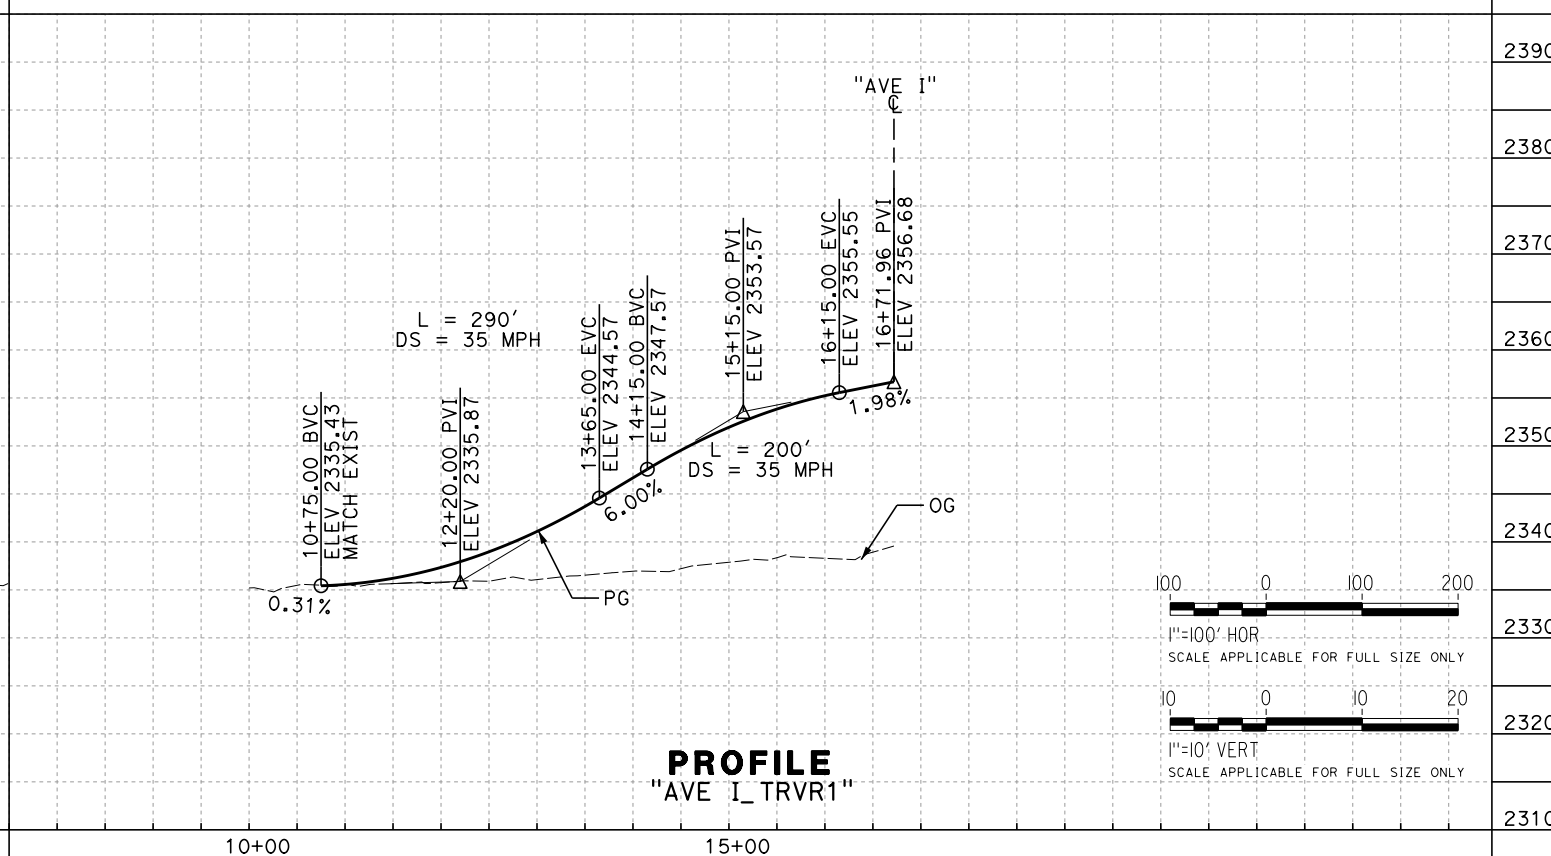 "AVE I"
℄
2390
2380
2370
2360
2350
2340
2330
2320
2310
L = 290'
DS = 35 MPH
10+75.00 BVC
ELEV 2335.43
MATCH EXIST
12+20.00 PVI
ELEV 2335.87
13+65.00 EVC
ELEV 2344.57
14+15.00 BVC
ELEV 2347.57
15+15.00 PVI
ELEV 2353.57
16+15.00 EVC
ELEV 2355.55
16+71.96 PVI
ELEV 2356.68
1.98%
L = 200'
DS = 35 MPH
6.00%
OG
0.31%
PG
100 0 100 200
1"=100' HOR
SCALE APPLICABLE FOR FULL SIZE ONLY
10 0 10 20
1"=10' VERT
SCALE APPLICABLE FOR FULL SIZE ONLY
PROFILE
"AVE I_TRVR1"
10+00 15+00